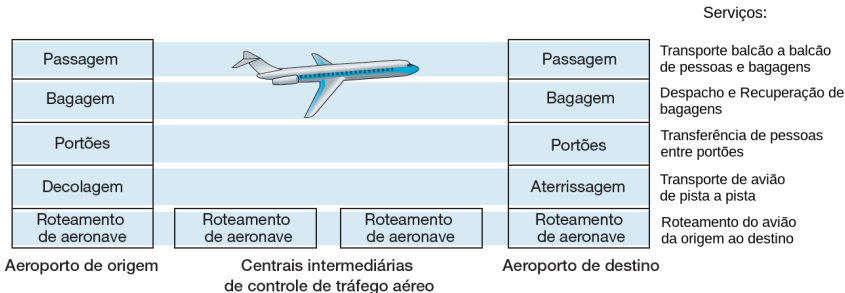 Serviços:
Passagem
Passagem
Transporte balcão a balcão
de pessoas e bagagens
Bagagem
Bagagem
Despacho e Recuperação de
bagagens
Portões
Portões
Transferência de pessoas
entre portões
Decolagem
Aterrissagem
Transporte de avião
de pista a pista
Roteamento
de aeronave
Roteamento
de aeronave
Roteamento
de aeronave
Roteamento
de aeronave
Roteamento do avião
da origem ao destino
Aeroporto de origem
Centrais intermediárias
de controle de tráfego aéreo
Aeroporto de destino